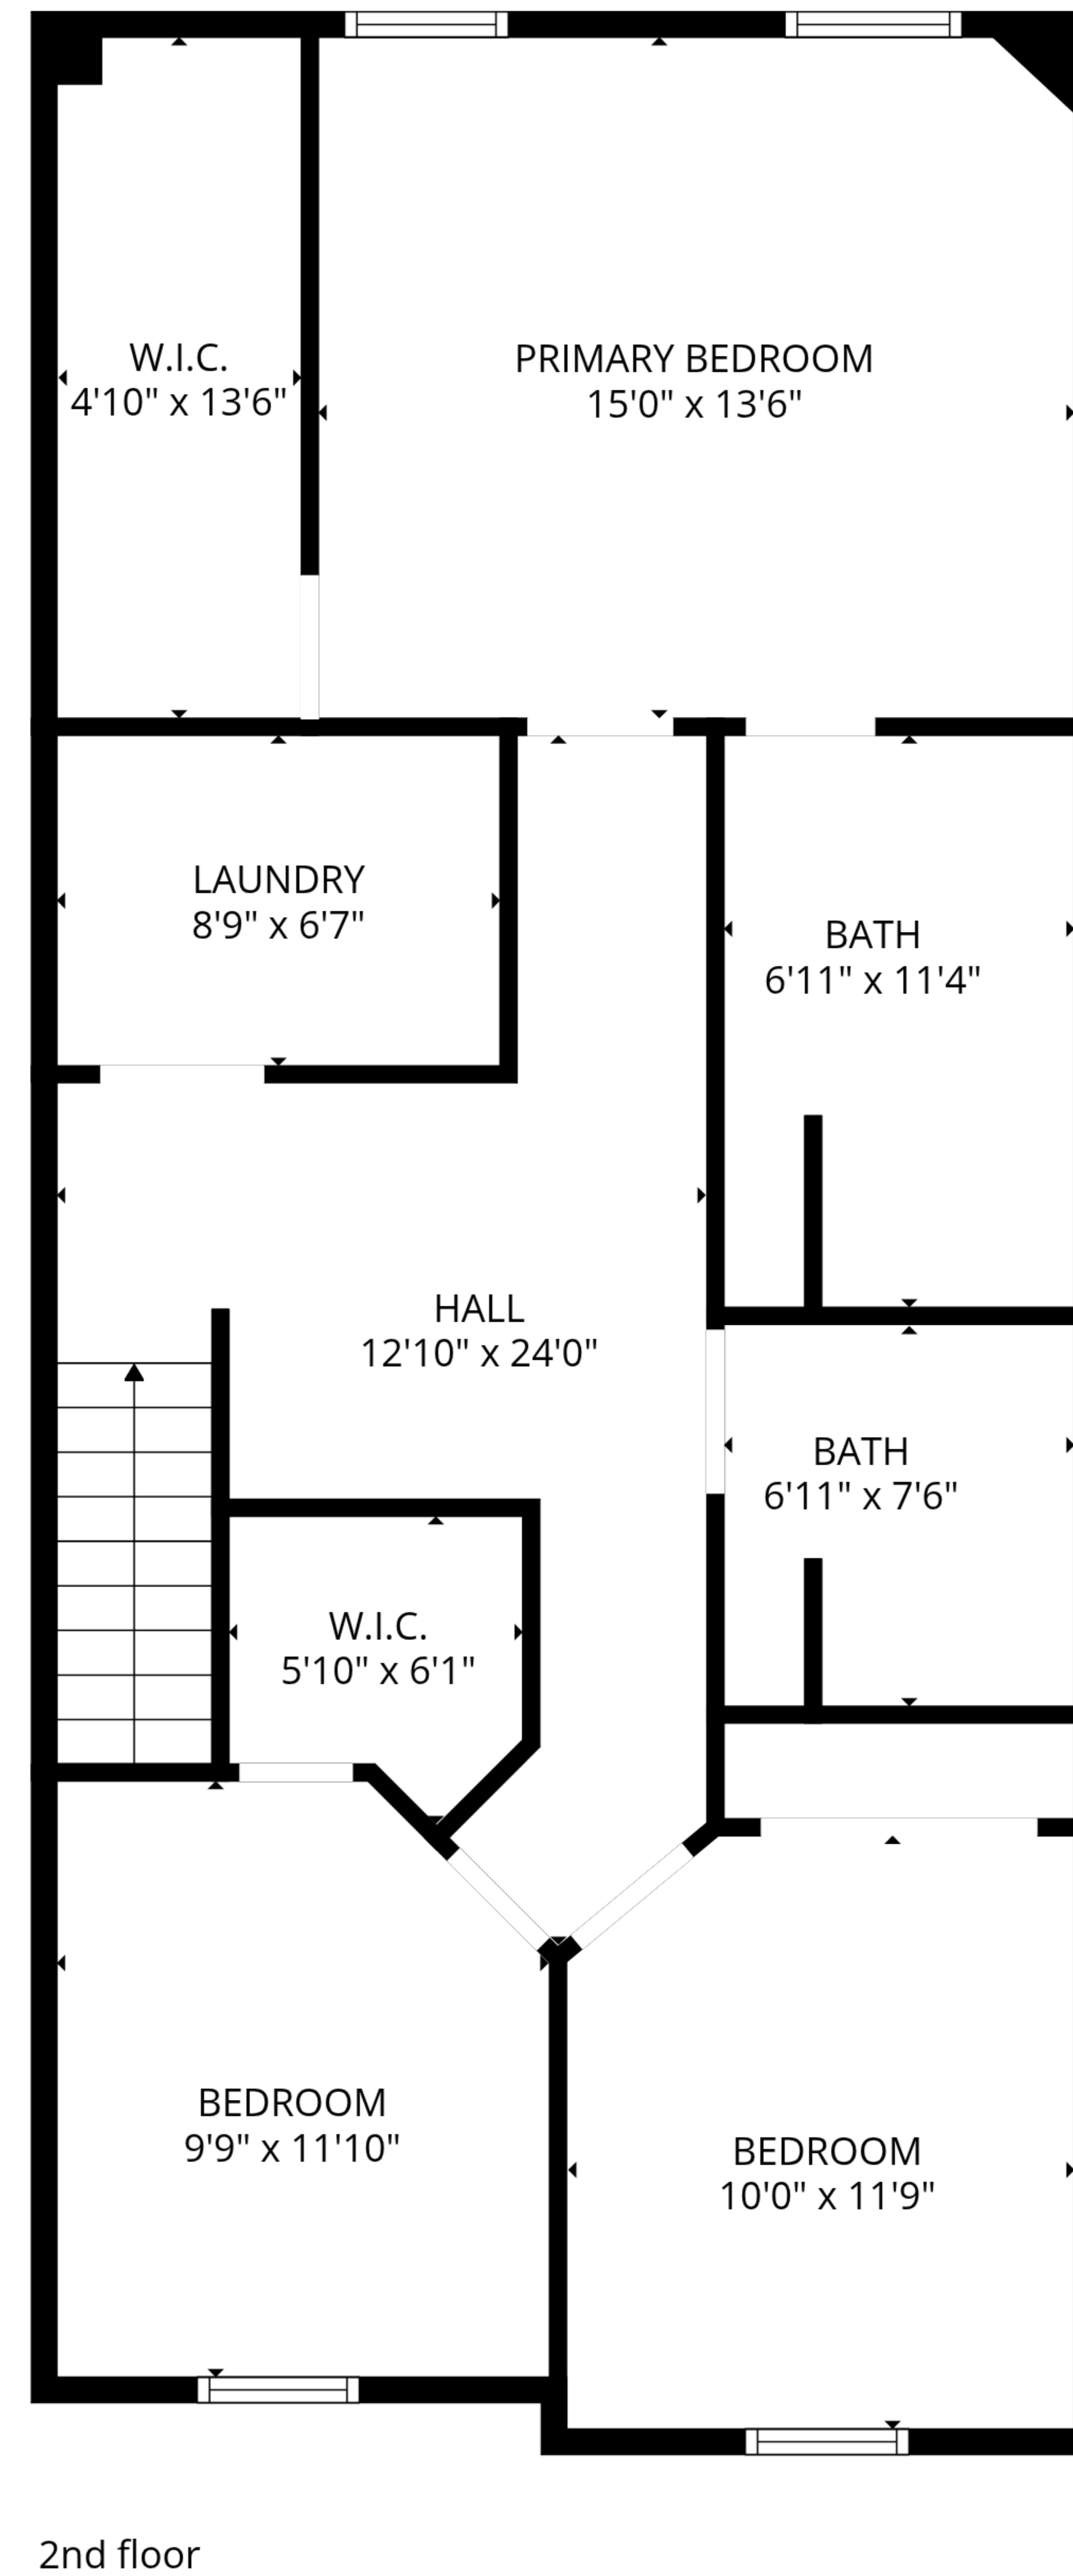 W.I.C.
4'10" x 13'6"
PRIMARY BEDROOM
15'0" x 13'6"
LAUNDRY
8'9" x 6'7"
BATH
6'11" x 11'4"
HALL
12'10" x 24'0"
BATH
6'11" x 7'6"
W.I.C.
5'10" x 6'1"
BEDROOM
9'9" x 11'10"
BEDROOM
10'0" x 11'9"
2nd floor